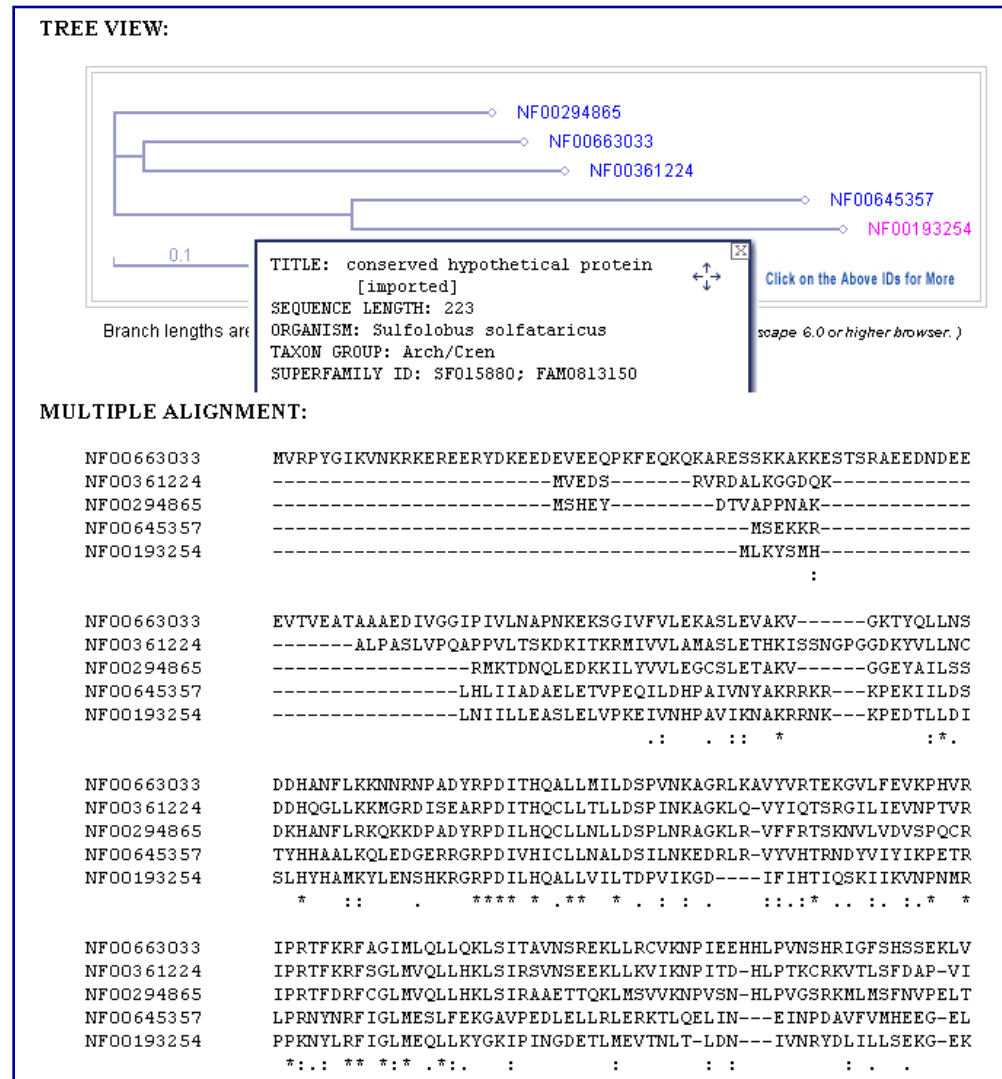 TREE VIEW:
NF00294865
NF00663033
NF00361224
NF00645357
NF00193254
0.1
TITLE: conserved hypothetical protein
[imported]
SEQUENCE LENGTH: 223
ORGANISM: Sulfolobus solfataricus
TAXON GROUP: Arch/Cren
SUPERFAMILY ID: SF015880; FAM0813150
X
Click on the Above IDs for More
Branch lengths are
scape 6.0 or higher browser. )
MULTIPLE ALIGNMENT:
NF00663033 MVRPYGIKVNKRKEREERYDKEEDEVEEQPKFEQKQKARESSKKAKKESTSRAEEDNDEE
NF00361224 ------------------------MVEDS-------RVRDALKGGDQK------------
NF00294865 ------------------------MSHEY---------DTVAPPNAK-------------
NF00645357 -----------------------------------------MSEKKR-------------
NF00193254 ----------------------------------------MLKYSMH-------------
:
NF00663033 EVTVEATAAAEDIVGGIPIVLNAPNKEKSGIVFVLEKASLEVAKV------GKTYQLLNS
NF00361224 -------ALPASLVPQAPPVLTSKDKITKRMIVVLAMASLETHKISSNGPGGDKYVLLNC
NF00294865 -----------------RMKTDNQLEDKKILYVVLEGCSLETAKV------GGEYAILSS
NF00645357 ----------------LHLIIADAELETVPEQILDHPAIVNYAKRRKR---KPEKIILDS
NF00193254 ----------------LNIILLEASLELVPKEIVNHPAVIKNAKRRNK---KPEDTLLDI
.: . :: * :*.
NF00663033 DDHANFLKKNNRNPADYRPDITHQALLMILDSPVNKAGRLKAVYVRTEKGVLFEVKPHVR
NF00361224 DDHQGLLKKMGRDISEARPDITHQCLLTLLDSPINKAGKLQ-VYIQTSRGILIEVNPTVR
NF00294865 DKHANFLRKQKKDPADYRPDILHQCLLNLLDSPLNRAGKLR-VFFRTSKNVLVDVSPQCR
NF00645357 TYHHAALKQLEDGERRGRPDIVHICLLNALDSILNKEDRLR-VYVHTRNDYVIYIKPETR
NF00193254 SLHYHAMKYLENSHKRGRPDILHQALLVILTDPVIKGD----IFIHTIQSKIIKVNPNMR
* :: . **** * .** * . : : . ::.:* .. :. :.* *
NF00663033 IPRTFKRFAGIMLQLLQKLSITAVNSREKLLRCVKNPIEEHHLPVNSHRIGFSHSSEKLV
NF00361224 IPRTFKRFSGLMVQLLHKLSIRSVNSEEKLLKVIKNPITD-HLPTKCRKVTLSFDAP-VI
NF00294865 IPRTFDRFCGLMVQLLHKLSIRAAETTQKLMSVVKNPVSN-HLPVGSRKMLMSFNVPELT
NF00645357 LPRNYNRFIGLMESLFEKGAVPEDLELLRLERKTLQELIN---EINPDAVFVMHEEG-EL
NF00193254 PPKNYLRFIGLMEQLLKYGKIPINGDETLMEVTNLT-LDN---IVNRYDLILLSEKG-EK
*:.: ** *:* .*:. : : : : : . .